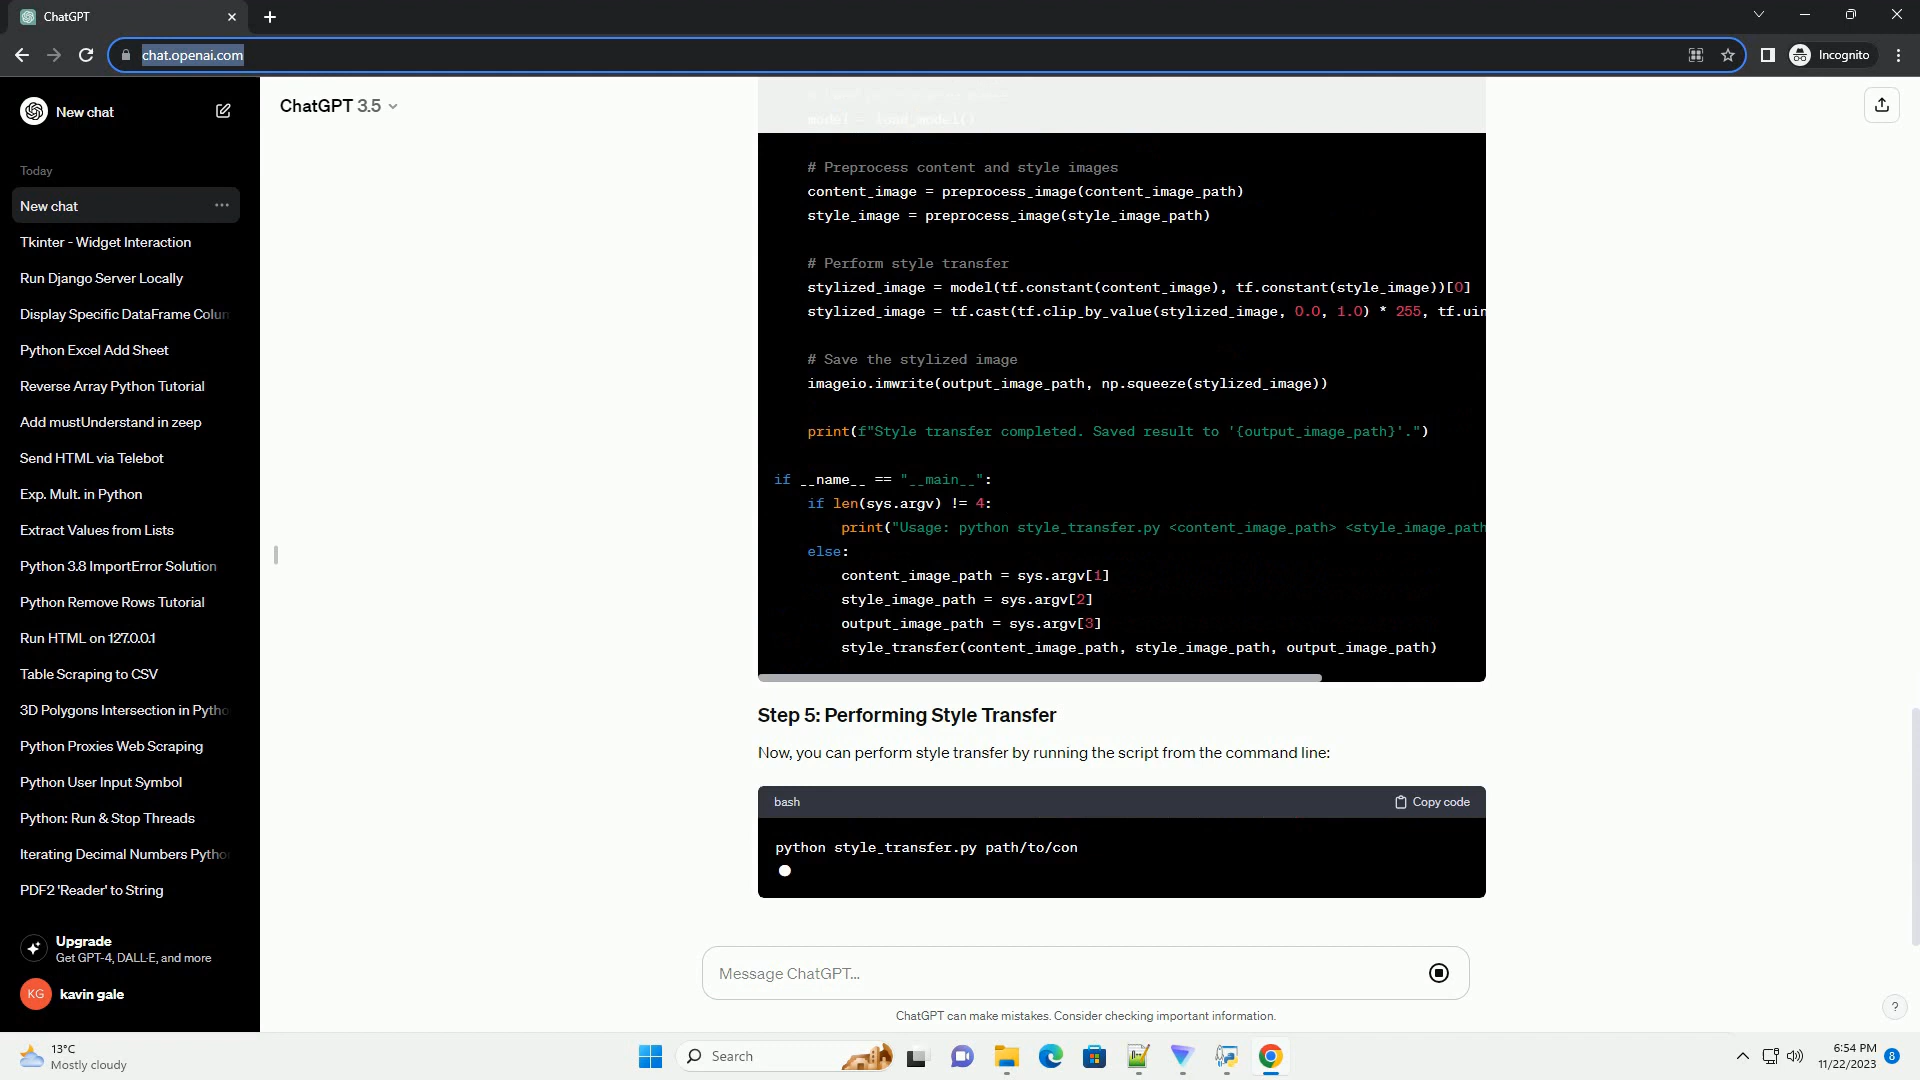 ChatGPT
chat.openai.com
Incognito
New chat
ChatGPT 3.5
model = load_model()
Today
New chat
Tkinter - Widget Interaction
Run Django Server Locally
Display Specific DataFrame Colum
Python Excel Add Sheet
Reverse Array Python Tutorial
Add mustUnderstand in zeep
Send HTML via Telebot
Exp. Mult. in Python
Extract Values from Lists
Python 3.8 ImportError Solution
Python Remove Rows Tutorial
Run HTML on 127.0.0.1
Table Scraping to CSV
3D Polygons Intersection in Pytho
Python Proxies Web Scraping
Python User Input Symbol
Python: Run & Stop Threads
Iterating Decimal Numbers Pytho
PDF2 'Reader' to String
Upgrade
Get GPT-4, DALL·E, and more
KG
kavin gale
# Preprocess content and style images
content_image = preprocess_image(content_image_path)
style_image = preprocess_image(style_image_path)
# Perform style transfer
stylized_image = model(tf.constant(content_image), tf.constant(style_image))[0]
stylized_image = tf.cast(tf.clip_by_value(stylized_image, 0.0, 1.0) * 255, tf.uin
# Save the stylized image
imageio.imwrite(output_image_path, np.squeeze(stylized_image))
print(f"Style transfer completed. Saved result to '{output_image_path}'.")
if __name__ == "__main__":
if len(sys.argv) != 4:
print("Usage: python style_transfer.py <content_image_path> <style_image_path
else:
content_image_path = sys.argv[1]
style_image_path = sys.argv[2]
output_image_path = sys.argv[3]
style_transfer(content_image_path, style_image_path, output_image_path)
Step 5: Performing Style Transfer
Now, you can perform style transfer by running the script from the command line:
bash
Copy code
python style_transfer.py path/to/con
Message ChatGPT...
ChatGPT can make mistakes. Consider checking important information.
?
13°C
Mostly cloudy
Search
6:54 PM
11/22/2023
8